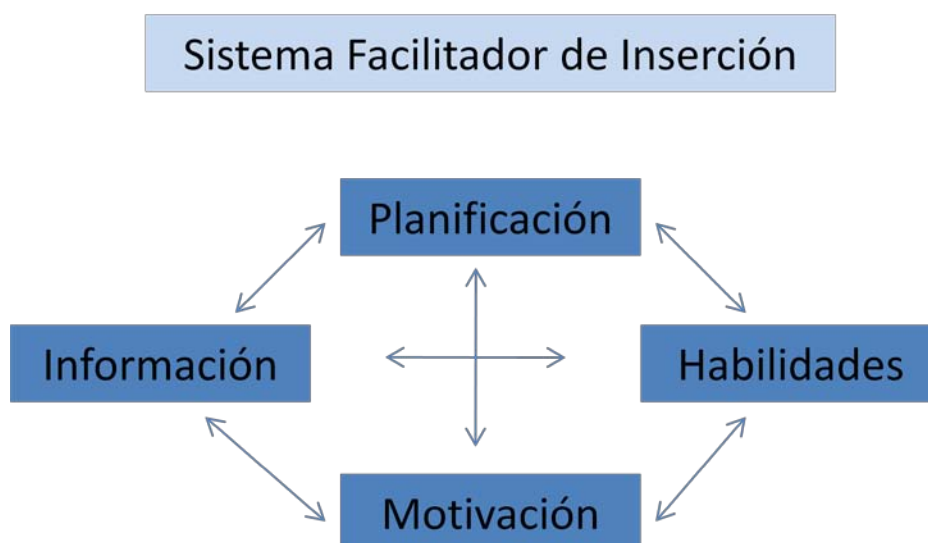 Sistema Facilitador de Inserción
Planificación
Información
Habilidades
Motivación